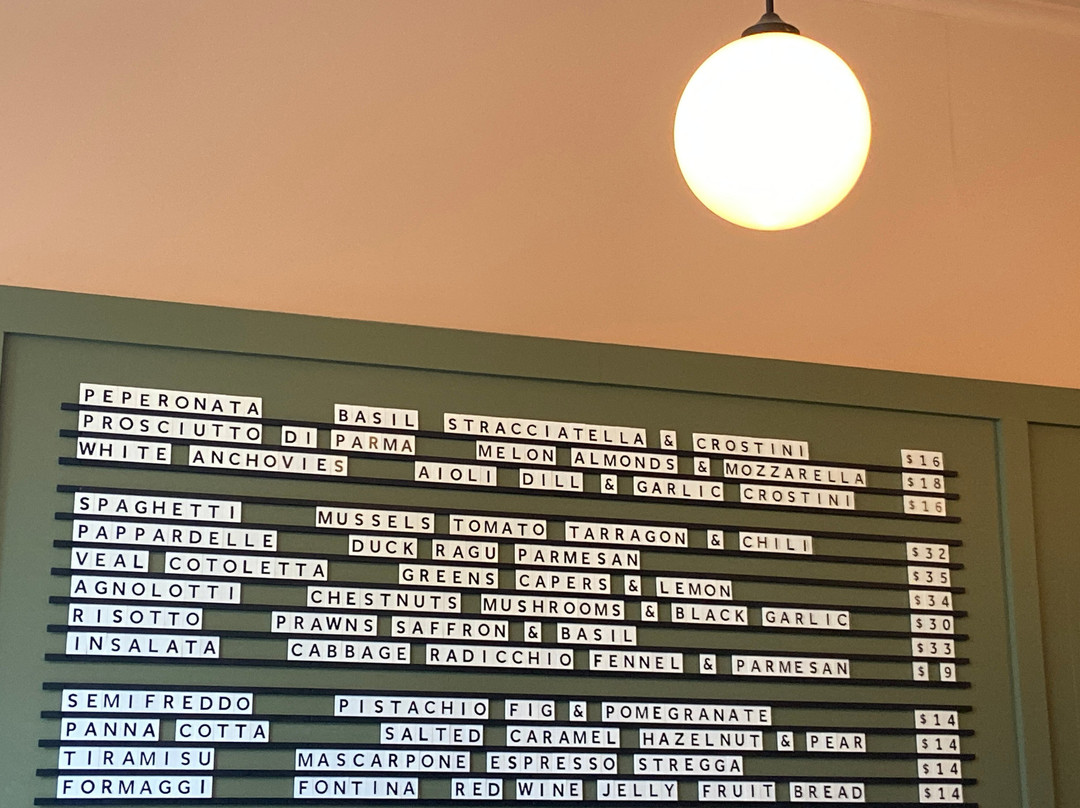 PEPERONATA BASIL STRACCIATELLA & CROSTINI $16
PROSCIUTTO DI PARMA MELON ALMONDS & MOZZARELLA $18
WHITE ANCHOVIES AIOLI DILL & GARLIC CROSTINI $16
SPAGHETTI MUSSELS TOMATO TARRAGON & CHILI $32
PAPPARDELLE DUCK RAGU PARMESAN $35
VEAL COTOLETTA GREENS CAPERS & LEMON $34
AGNOLOTTI CHESTNUTS MUSHROOMS & BLACK GARLIC $30
RISOTTO PRAWNS SAFFRON & BASIL $33
INSALATA CABBAGE RADICCHIO FENNEL & PARMESAN $ 9
SEMIFREDDO PISTACHIO FIG & POMEGRANATE $14
PANNA COTTA SALTED CARAMEL HAZELNUT & PEAR $14
TIRAMISU MASCARPONE ESPRESSO STREGGA $14
FORMAGGI FONTINA RED WINE JELLY FRUIT BREAD $14